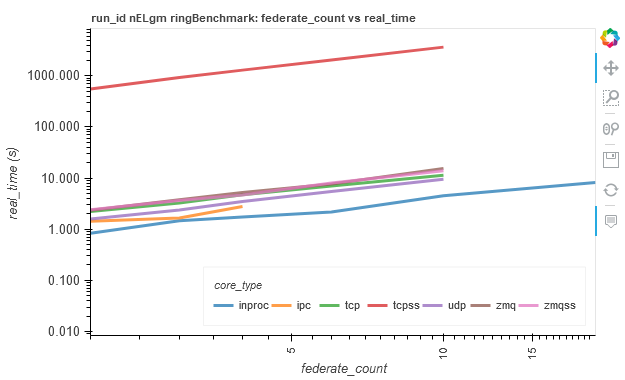 run_id nELgm ringBenchmark: federate_count vs real_time
real_time (s)
1000.000
100.000
10.000
1.000
0.100
0.010
core_type
inproc ipc tcp tcpss udp zmq zmqss
5 10 15
federate_count